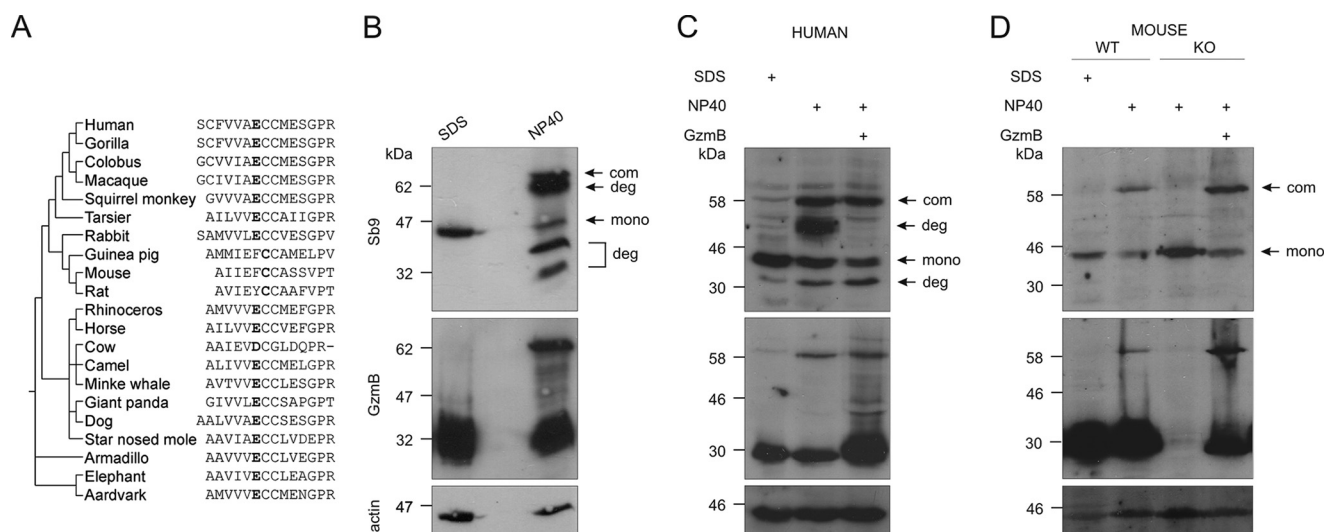 A
Human SCFVVAECCMESGPR
Gorilla SCFVVAECCMESGPR
Colobus GCVVIAECCMESGPR
Macaque GCIVIAECCMESGPR
Squirrel monkey GVVVAECCMESGPR
Tarsier AILVVECCAIIGPR
Rabbit SAMVVLECCVESGPV
Guinea pig AMMIEFCCAMELPV
Mouse AIIEFCCASSVPT
Rat AVIEYCCAAFVPT
Rhinoceros AMVVVECCMEFGPR
Horse AILVVECCVEFGPR
Cow AAIEVDCGLDQPR-
Camel ALIVVECCMELGPR
Minke whale AVTVVECCLESGPR
Giant panda GIVVLECCSAPGPT
Dog AALVVAECCSESGPR
Star nosed mole AAVIAECCLVDEPR
Armadillo AAVVVECCLVEGPR
Elephant AAVIVECCLEAGPR
Aardvark AMVVVECCMENGPR
B
SDS NP40
kDa
62
47
32
Sb9
com
deg
mono
deg
62
47
32
GzmB
47
actin
C
HUMAN
SDS +
NP40 + +
GzmB +
kDa
58
46
30
com
deg
mono
deg
58
46
30
46
D
MOUSE
WT KO
SDS +
NP40 + + +
GzmB +
kDa
58
46
30
com
mono
58
46
30
46